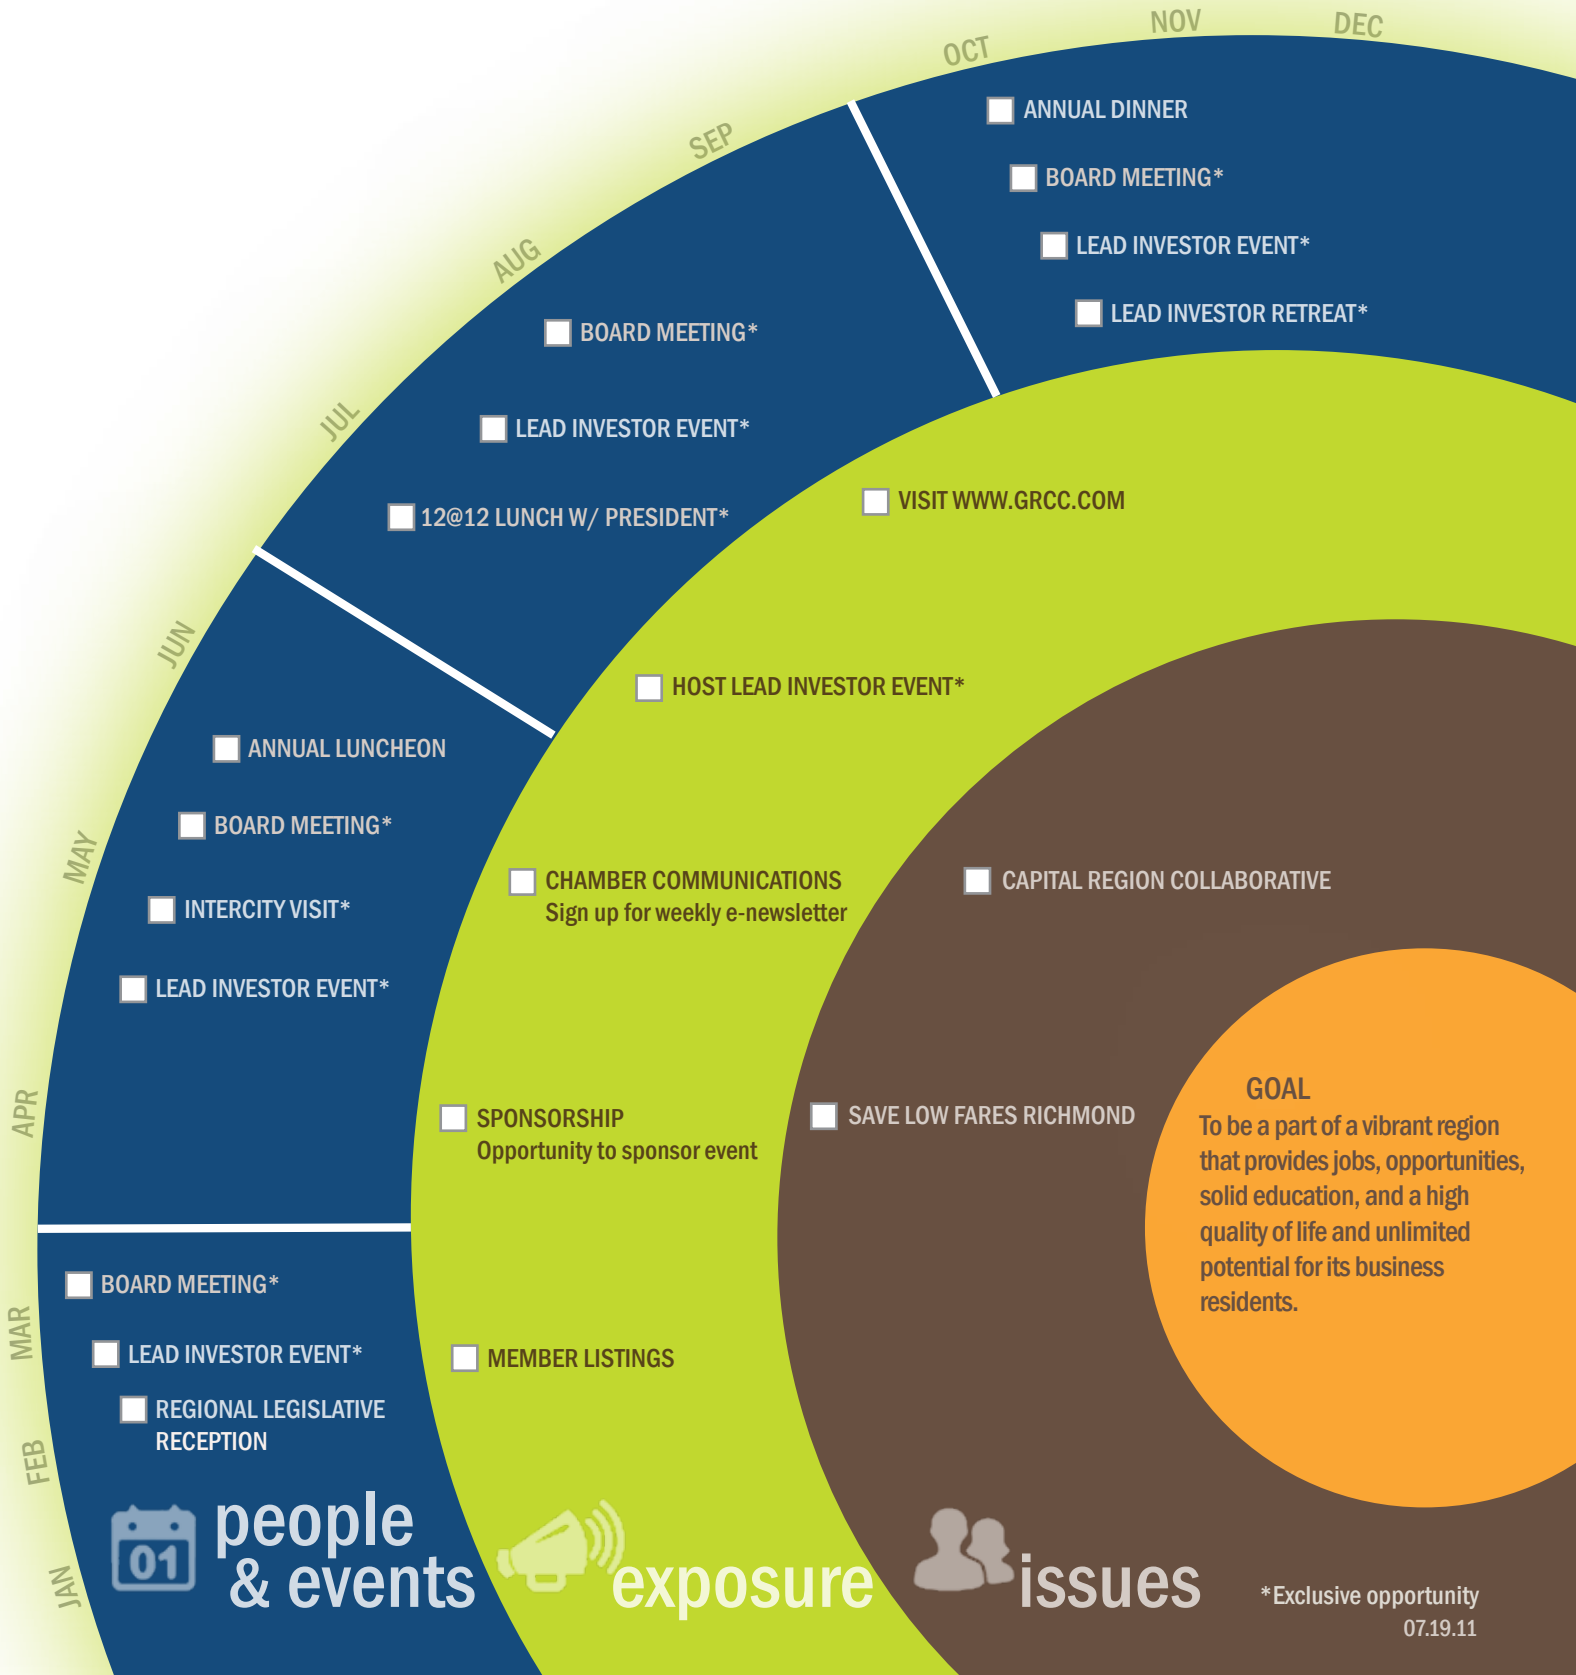 NOV
DEC
OCT
SEP
AUG
JUL
JUN
MAY
APR
MAR
FEB
JAN
ANNUAL DINNER
BOARD MEETING*
LEAD INVESTOR EVENT*
LEAD INVESTOR RETREAT*
BOARD MEETING*
LEAD INVESTOR EVENT*
12@12 LUNCH W/ PRESIDENT*
ANNUAL LUNCHEON
BOARD MEETING*
INTERCITY VISIT*
LEAD INVESTOR EVENT*
BOARD MEETING*
LEAD INVESTOR EVENT*
REGIONAL LEGISLATIVE
RECEPTION
01
people
& events
VISIT WWW.GRCC.COM
HOST LEAD INVESTOR EVENT*
CHAMBER COMMUNICATIONS
Sign up for weekly e-newsletter
SPONSORSHIP
Opportunity to sponsor event
MEMBER LISTINGS
exposure
CAPITAL REGION COLLABORATIVE
SAVE LOW FARES RICHMOND
issues
GOAL
To be a part of a vibrant region
that provides jobs, opportunities,
solid education, and a high
quality of life and unlimited
potential for its business
residents.
*Exclusive opportunity
07.19.11